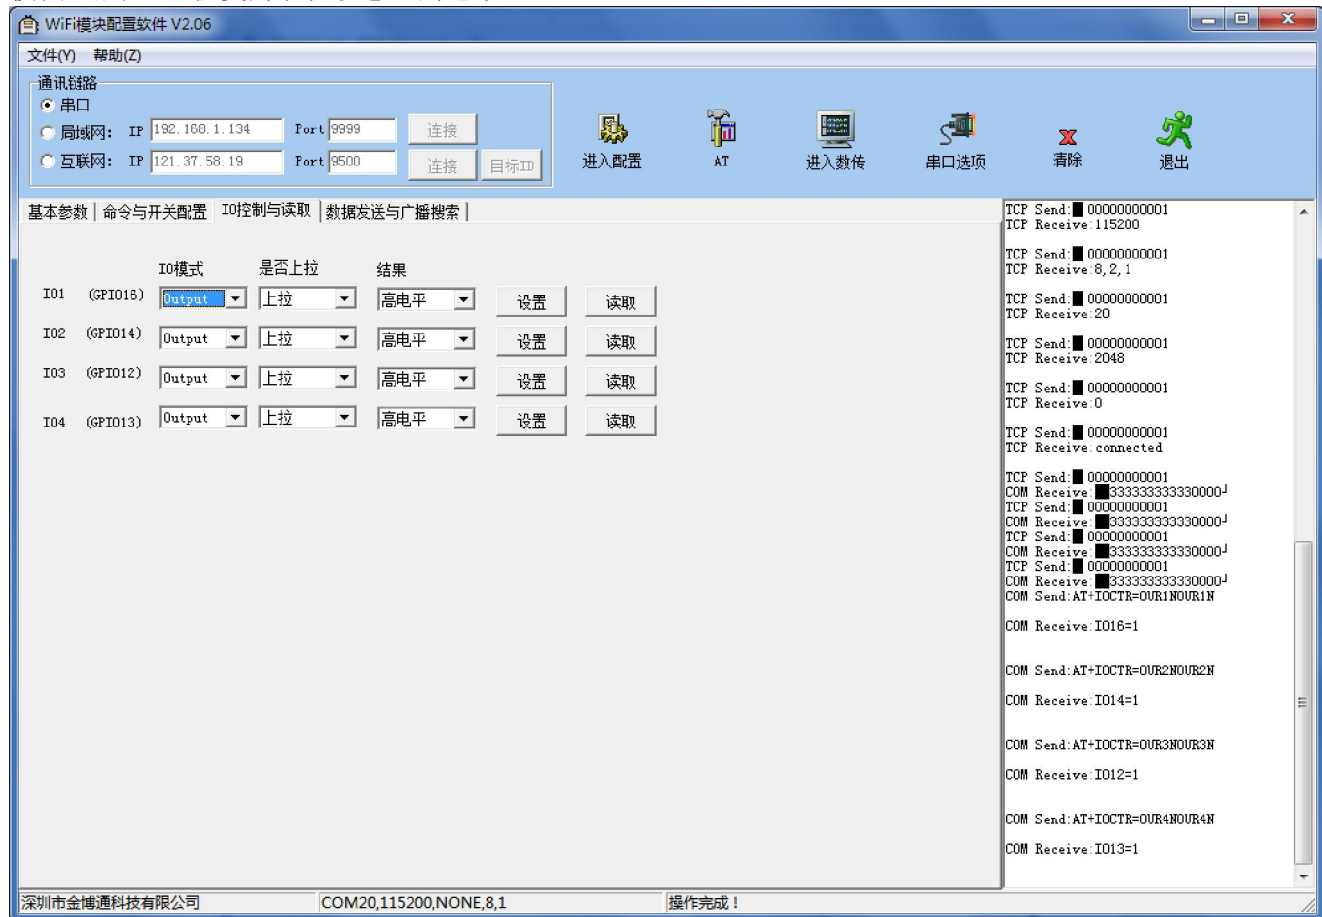 WiFi模块配置软件 V2.06
文件(Y) 帮助(Z)
通讯链路
串口
局域网: IP 192.168.1.134 Port 9999 连接
互联网: IP 121.37.58.19 Port 9500 连接 目标ID
进入配置 AT 进入数传 串口选项 清除 退出
基本参数 命令与开关配置 IO控制与读取 数据发送与广播搜索
IO模式 是否上拉 结果
IO1 (GPIO16) Output 上拉 高电平 设置 读取
IO2 (GPIO14) Output 上拉 高电平 设置 读取
IO3 (GPIO12) Output 上拉 高电平 设置 读取
IO4 (GPIO13) Output 上拉 高电平 设置 读取
TCP Send: 00000000001
TCP Receive:115200
TCP Send: 00000000001
TCP Receive:8,2,1
TCP Send: 00000000001
TCP Receive:20
TCP Send: 00000000001
TCP Receive:2048
TCP Send: 00000000001
TCP Receive:0
TCP Send: 00000000001
TCP Receive:connected
TCP Send: 00000000001
COM Receive: 333333333330000┘
TCP Send: 00000000001
COM Receive: 333333333330000┘
TCP Send: 00000000001
COM Receive: 333333333330000┘
TCP Send: 00000000001
COM Receive: 333333333330000┘
COM Send:AT+IOCTR=OUR1NOUR1N
COM Receive:IO16=1
COM Send:AT+IOCTR=OUR2NOUR2N
COM Receive:IO14=1
COM Send:AT+IOCTR=OUR3NOUR3N
COM Receive:IO12=1
COM Send:AT+IOCTR=OUR4NOUR4N
COM Receive:IO13=1
深圳市金博通科技有限公司 COM20,115200,NONE,8,1 操作完成！